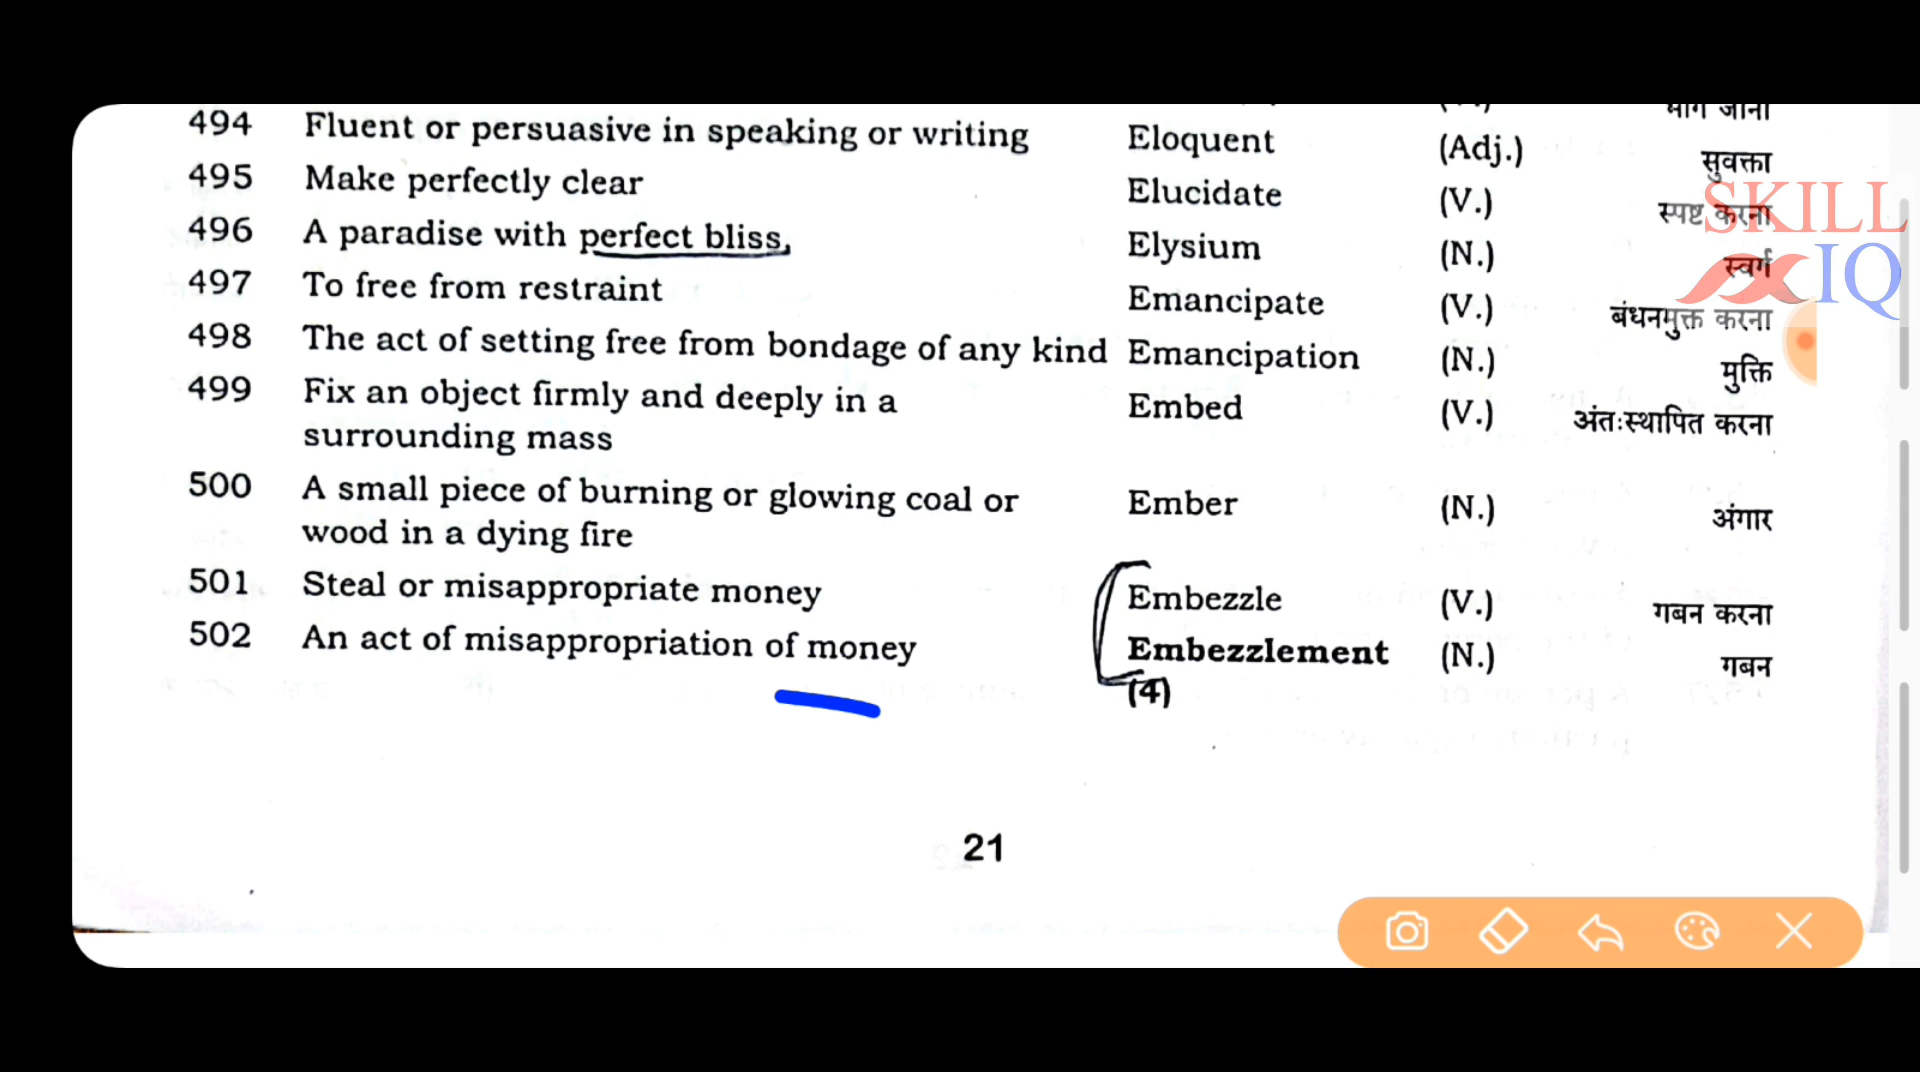 भाग जाना
494 Fluent or persuasive in speaking or writing Eloquent (Adj.) सुवक्ता
495 Make perfectly clear Elucidate (V.) स्पष्ट करना
496 A paradise with perfect bliss, Elysium (N.) स्वर्ग
497 To free from restraint Emancipate (V.) बंधनमुक्त करना
498 The act of setting free from bondage of any kind Emancipation (N.) मुक्ति
499 Fix an object firmly and deeply in a Embed (V.) अंतःस्थापित करना
surrounding mass
500 A small piece of burning or glowing coal or Ember (N.) अंगार
wood in a dying fire
501 Steal or misappropriate money Embezzle (V.) गबन करना
502 An act of misappropriation of money Embezzlement (N.) गबन
(4)
21
SKILL
IQ